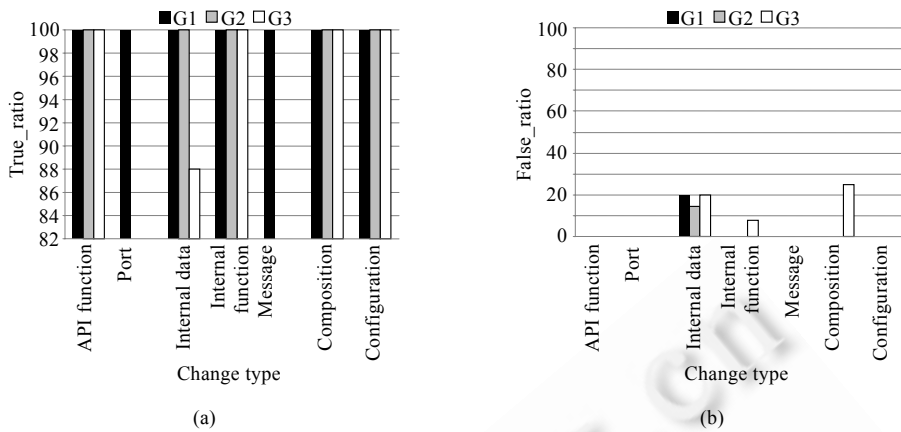 G1 G2 G3
100
98
96
94
92
90
88
86
84
82
True_ratio
API function
Port
Internal data
Internal
function
Message
Composition
Configuration
Change type
(a)
G1 G2 G3
100
80
60
40
20
0
False_ratio
API function
Port
Internal data
Internal
function
Message
Composition
Configuration
Change type
(b)